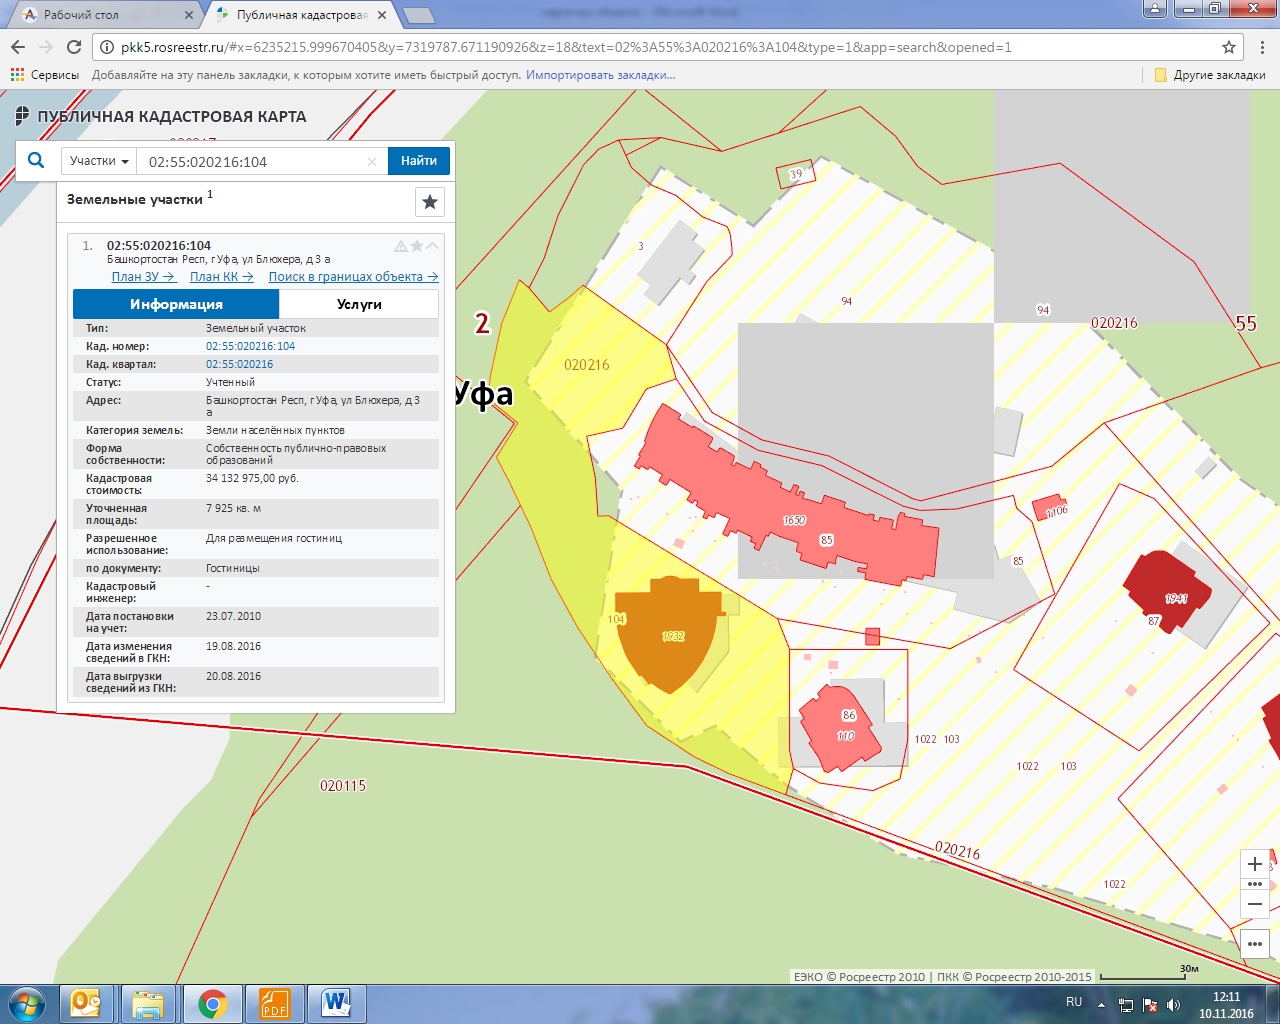 Рабочий стол
Публичная кадастровая
pkk5.rosreestr.ru/#x=6235215.999670405&y=7319787.671190926&z=18&text=02%3A55%3A020216%3A104&type=1&app=search&opened=1
Сервисы
Добавляйте на эту панель закладки, к которым хотите иметь быстрый доступ. Импортировать закладки...
Другие закладки
ПУБЛИЧНАЯ КАДАСТРОВАЯ КАРТА
Участки
02:55:020216:104
Найти
Земельные участки 1
1. 02:55:020216:104
Башкортостан Респ, г Уфа, ул Блюхера, д 3 а
План ЗУ → План КК → Поиск в границах объекта →
Информация Услуги
Тип: Земельный участок
Кад. номер: 02:55:020216:104
Кад. квартал: 02:55:020216
Статус: Учтенный
Адрес: Башкортостан Респ, г Уфа, ул Блюхера, д 3
а
Категория земель: Земли населённых пунктов
Форма Собственность публично-правовых
собственности: образований
Кадастровая 34 132 975,00 руб.
стоимость:
Уточненная 7 925 кв. м
площадь:
Разрешенное Для размещения гостиниц
использование:
по документу: Гостиницы
Кадастровый -
инженер:
Дата постановки 23.07.2010
на учет:
Дата изменения 19.08.2016
сведений в ГКН:
Дата выгрузки 20.08.2016
сведений из ГКН:
39
3
94
94
020216
55
2
020216
Уфа
1650
85
1106
85
104
1932
1941
87
86
110
1022 103
1022 103
020115
020216
1022
ЕЭКО © Росреестр 2010 | ПКК © Росреестр 2010-2015
30м
PDF
RU
12:11
10.11.2016